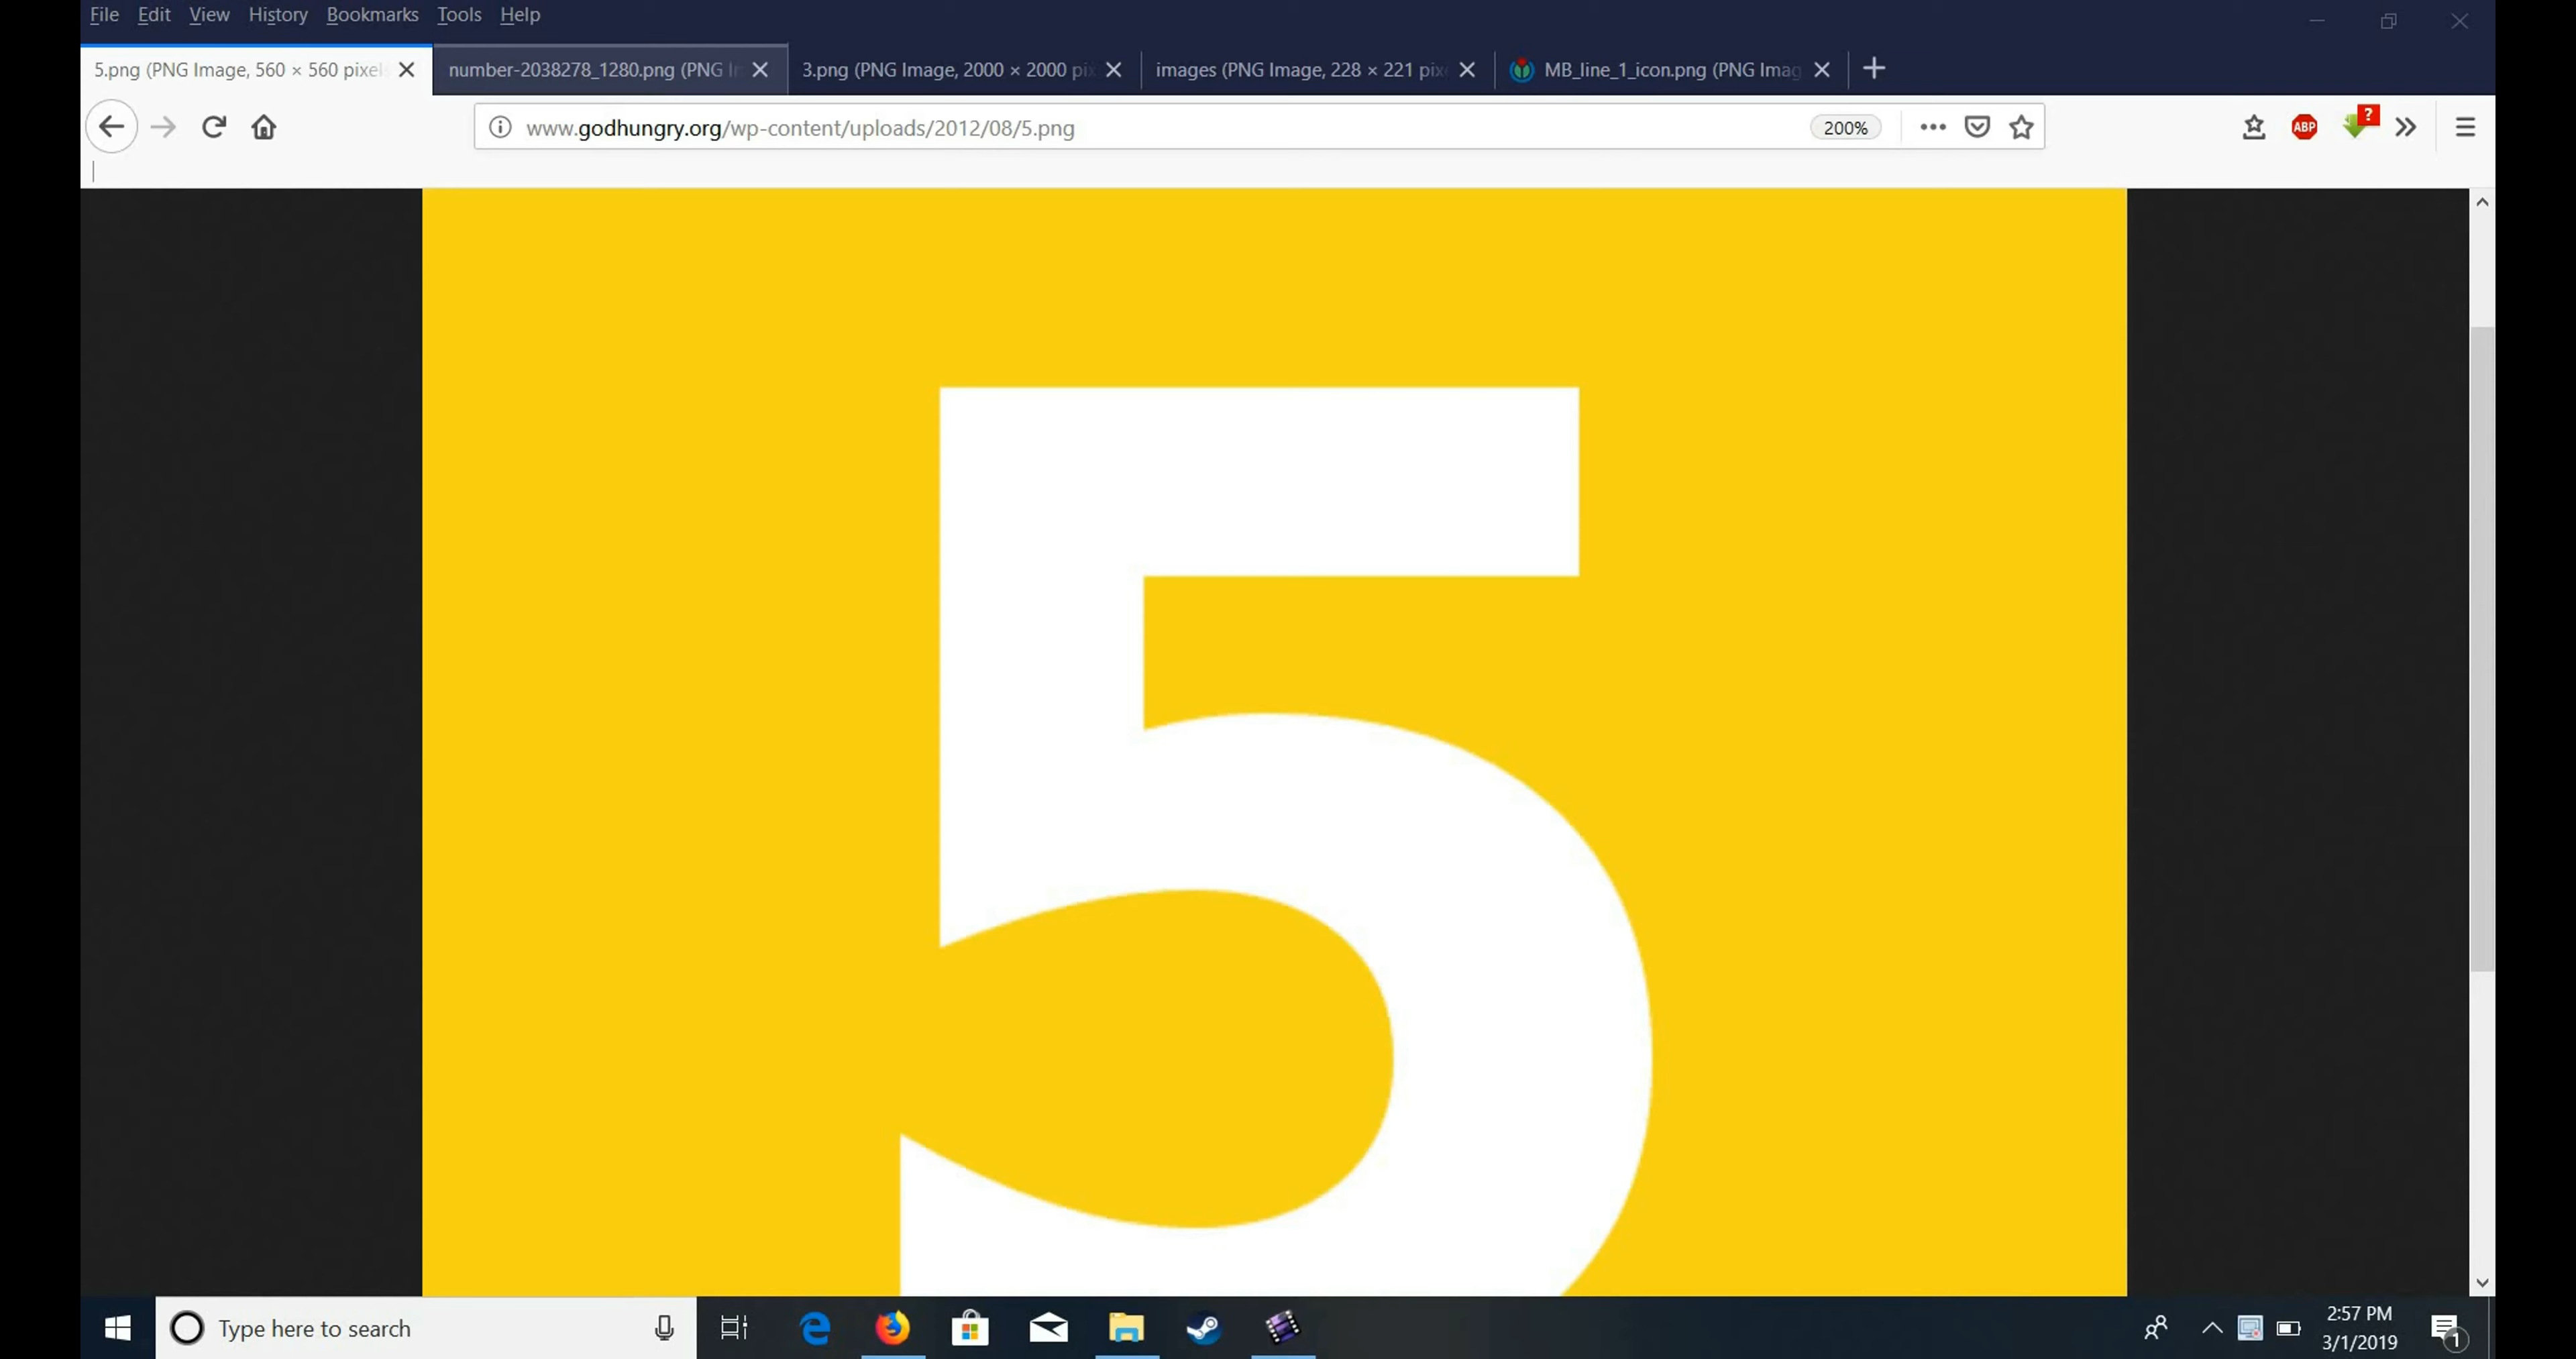 File Edit View History Bookmarks Tools Help
5.png (PNG Image, 560 × 560 pixel number-2038278_1280.png (PNG I 3.png (PNG Image, 2000 × 2000 pi images (PNG Image, 228 × 221 pix MB_line_1_icon.png (PNG Imag
www.godhungry.org/wp-content/uploads/2012/08/5.png 200% ABP ?
5
Type here to search
2:57 PM
3/1/2019
1